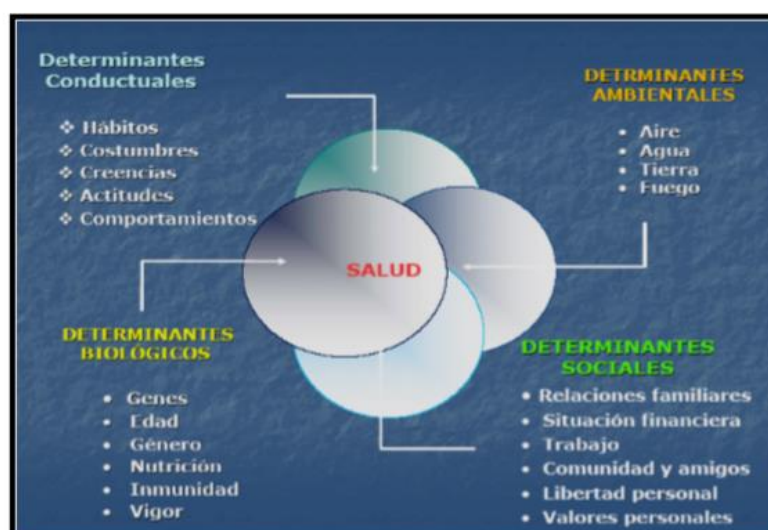 Determinantes
Conductuales
❖ Hábitos
❖ Costumbres
❖ Creencias
❖ Actitudes
❖ Comportamientos
DETRMINANTES
AMBIENTALES
• Aire
• Agua
• Tierra
• Fuego
SALUD
DETERMINANTES
BIOLÓGICOS
• Genes
• Edad
• Género
• Nutrición
• Inmunidad
• Vigor
DETERMINANTES
SOCIALES
• Relaciones familiares
• Situación financiera
• Trabajo
• Comunidad y amigos
• Libertad personal
• Valores personales